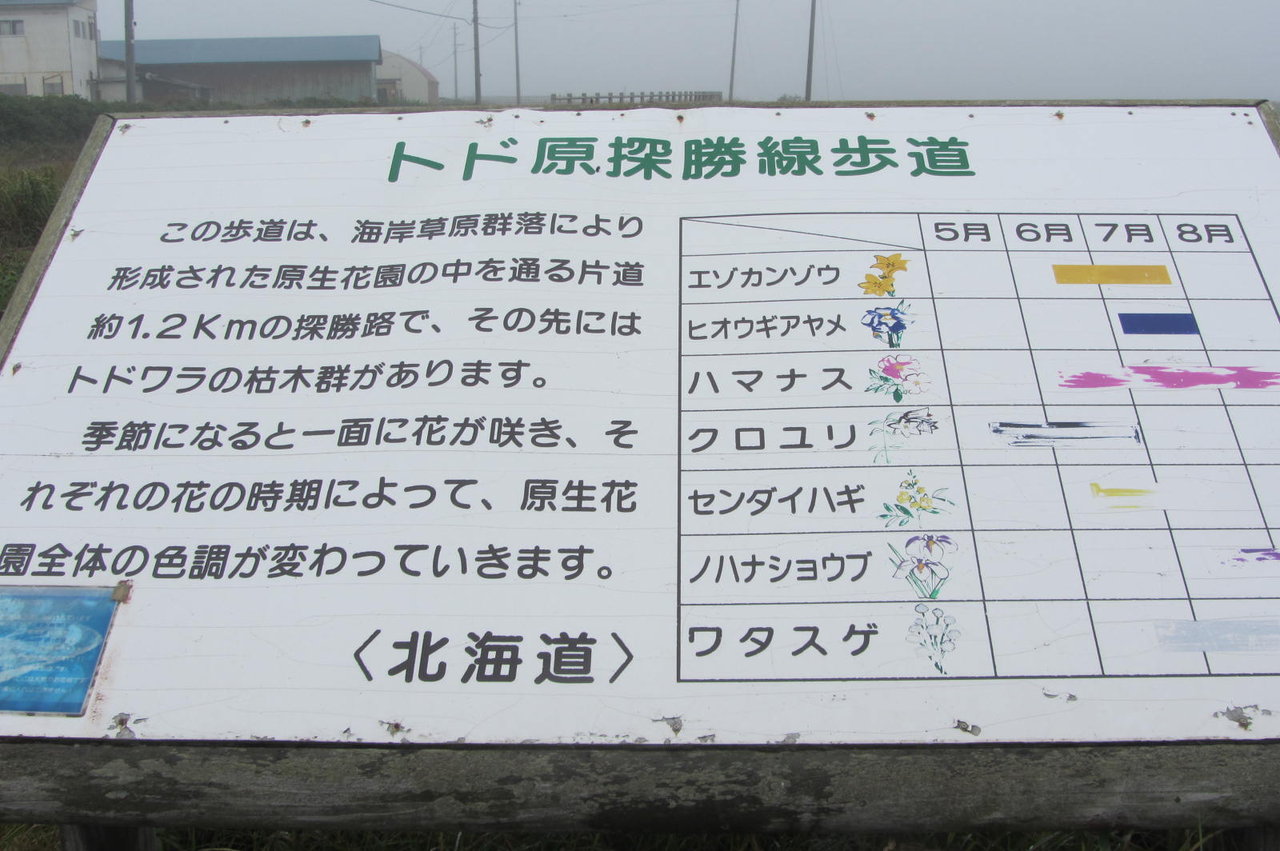 トド原探勝線歩道
この歩道は、海岸草原群落により
形成された原生花園の中を通る片道
約1.2Kmの探勝路で、その先には
トドワラの枯木群があります。
季節になると一面に花が咲き、そ
れぞれの花の時期によって、原生花
園全体の色調が変わっていきます。
〈北海道〉
5月 6月 7月 8月
エゾカンゾウ
ヒオウギアヤメ
ハマナス
クロユリ
センダイハギ
ノハナショウブ
ワタスゲ